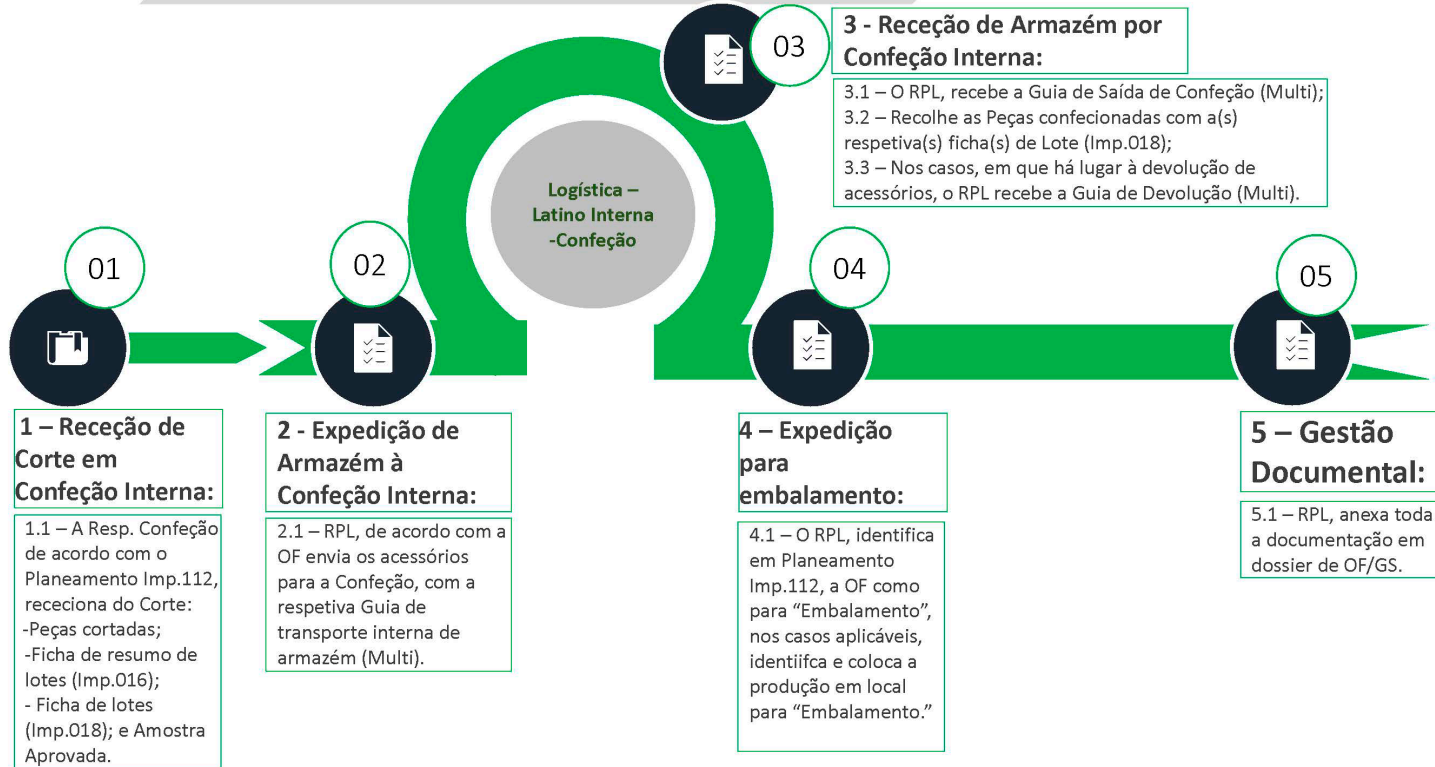 03
3 - Receção de Armazém por
Confeção Interna:
3.1 – O RPL, recebe a Guia de Saída de Confeção (Multi);
3.2 – Recolhe as Peças confecionadas com a(s)
respetiva(s) ficha(s) de Lote (Imp.018);
3.3 – Nos casos, em que há lugar à devolução de
acessórios, o RPL recebe a Guia de Devolução (Multi).
Logística –
Latino Interna
-Confeção
01
02
04
05
1 – Receção de
Corte em
Confeção Interna:
1.1 – A Resp. Confeção
de acordo com o
Planeamento Imp.112,
receciona do Corte:
-Peças cortadas;
-Ficha de resumo de
lotes (Imp.016);
- Ficha de lotes
(Imp.018); e Amostra
Aprovada.
2 - Expedição de
Armazém à
Confeção Interna:
2.1 – RPL, de acordo com a
OF envia os acessórios
para a Confeção, com a
respetiva Guia de
transporte interna de
armazém (Multi).
4 – Expedição
para
embalamento:
4.1 – O RPL, identifica
em Planeamento
Imp.112, a OF como
para “Embalamento”,
nos casos aplicáveis,
identiifca e coloca a
produção em local
para “Embalamento.”
5 – Gestão
Documental:
5.1 – RPL, anexa toda
a documentação em
dossier de OF/GS.